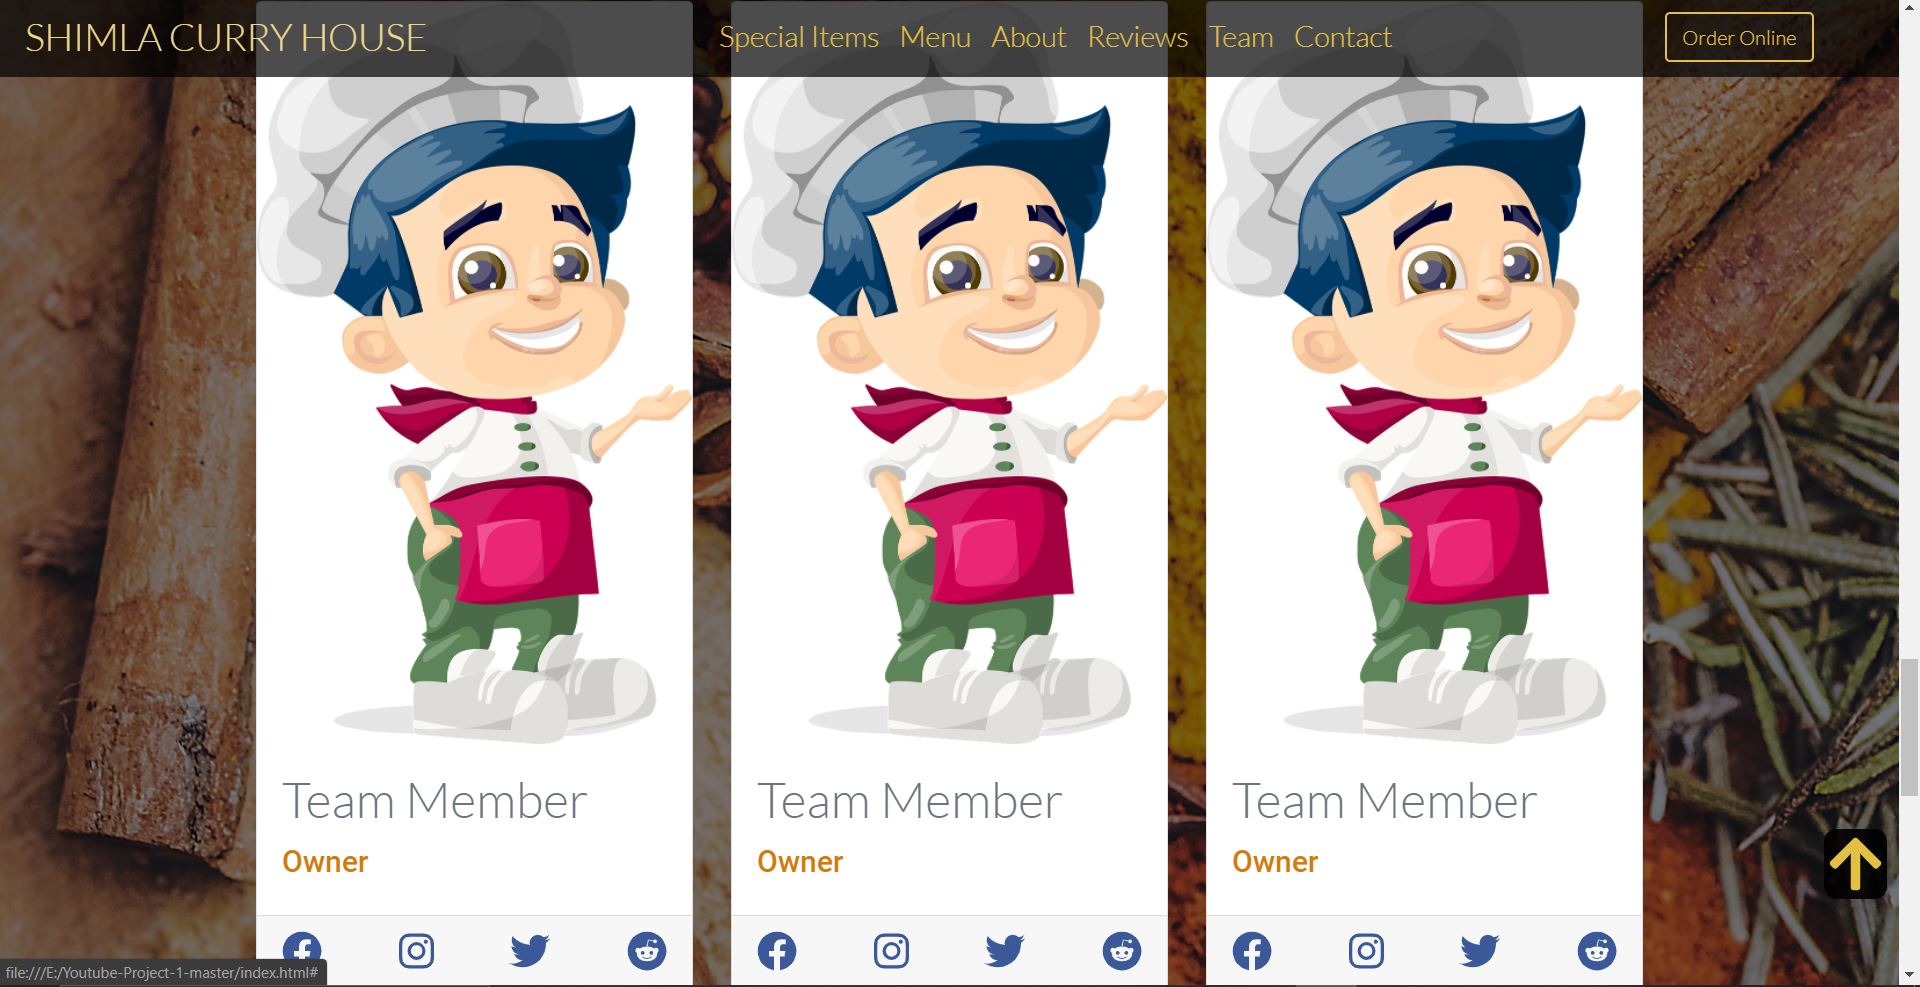 SHIMLA CURRY HOUSE
Special Items Menu About Reviews Team Contact
Order Online
Team Member
Owner
Team Member
Owner
Team Member
Owner
file:///E:/Youtube-Project-1-master/index.html#